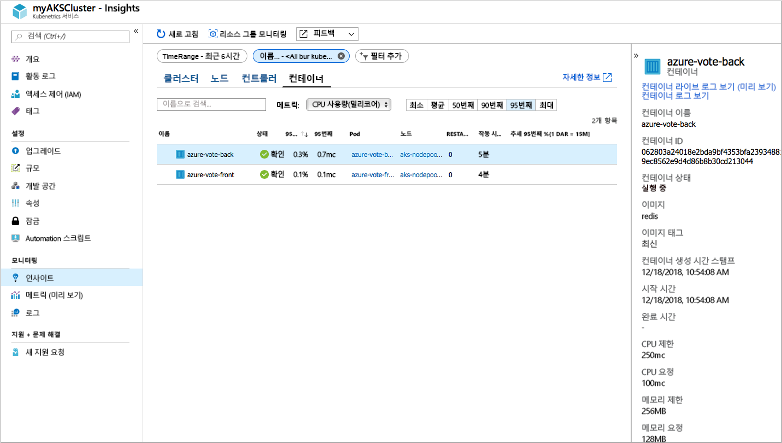 myAKSCluster - Insights
Kubenetrics 서비스
검색 (Ctrl+/)
«
개요
활동 로그
액세스 제어 (IAM)
태그
설정
업그레이드
규모
개발 공간
속성
잠금
Automation 스크립트
모니터링
인사이트
메트릭 (미리 보기)
로그
지원 + 문제 해결
새 지원 요청
새로 고침 리소스 그룹 모니터링 피드백
TimeRange - 최근 6시간 이름... - <All bur kube... 필터 추가
클러스터 노드 컨트롤러 컨테이너 자세한 정보
이름으로 검색... 메트릭: CPU 사용량(밀리코어) 최소 평균 50번째 90번째 95번째 최대
2개 항목
이름 상태 95... ↑↓ 95번째 Pod 노드 RESTA... 작동 시... 추세 95번째 %(1 DAR = 15M)
azure-vote-back 확인 0.3% 0.7mc azure-vote-b... aks-nodepoo... 0 5분
azure-vote-front 확인 0.1% 0.1mc azure-vote-fr... aks-nodepoo... 0 4분
»
azure-vote-back
컨테이너
컨테이너 라이브 로그 보기 (미리 보기)
컨테이너 로그 보기
컨테이너 이름
azure-vote-back
컨테이너 ID
062803a24018e2bda9bf4353bfa2393488
9ec8562e9d4d86b8b30cd213044
컨테이너 상태
실행 중
이미지
redis
이미지 태그
최신
컨테이너 생성 시간 스탬프
12/18/2018, 10:54:08 AM
시작 시간
12/18/2018, 10:54:08 AM
완료 시간
-
CPU 제한
250mc
CPU 요청
100mc
메모리 제한
256MB
메모리 요청
128MB